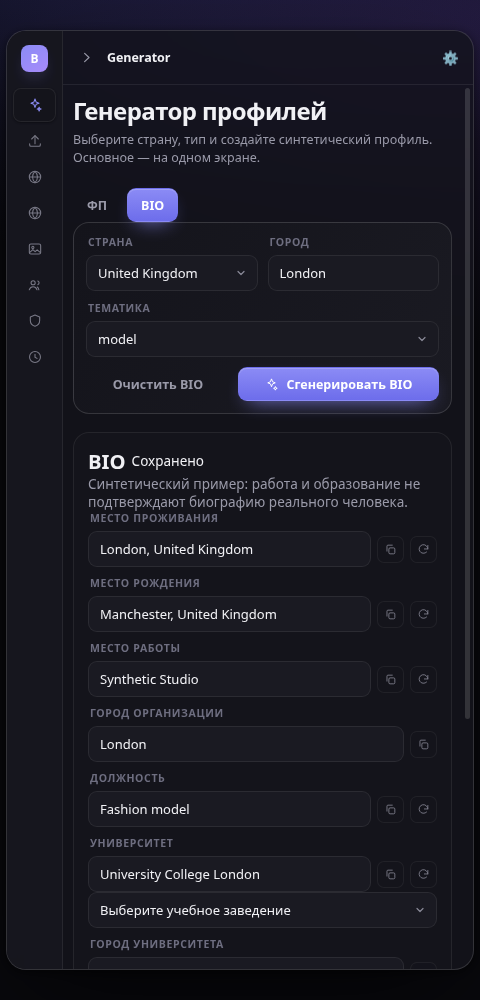 B
Generator
Генератор профилей
Выберите страну, тип и создайте синтетический профиль.
Основное — на одном экране.
ФП
BIO
СТРАНА
ГОРОД
United Kingdom
London
ТЕМАТИКА
model
Очистить BIO
Сгенерировать BIO
BIO Сохранено
Синтетический пример: работа и образование не
подтверждают биографию реального человека.
МЕСТО ПРОЖИВАНИЯ
London, United Kingdom
МЕСТО РОЖДЕНИЯ
Manchester, United Kingdom
МЕСТО РАБОТЫ
Synthetic Studio
ГОРОД ОРГАНИЗАЦИИ
London
ДОЛЖНОСТЬ
Fashion model
УНИВЕРСИТЕТ
University College London
Выберите учебное заведение
ГОРОД УНИВЕРСИТЕТА